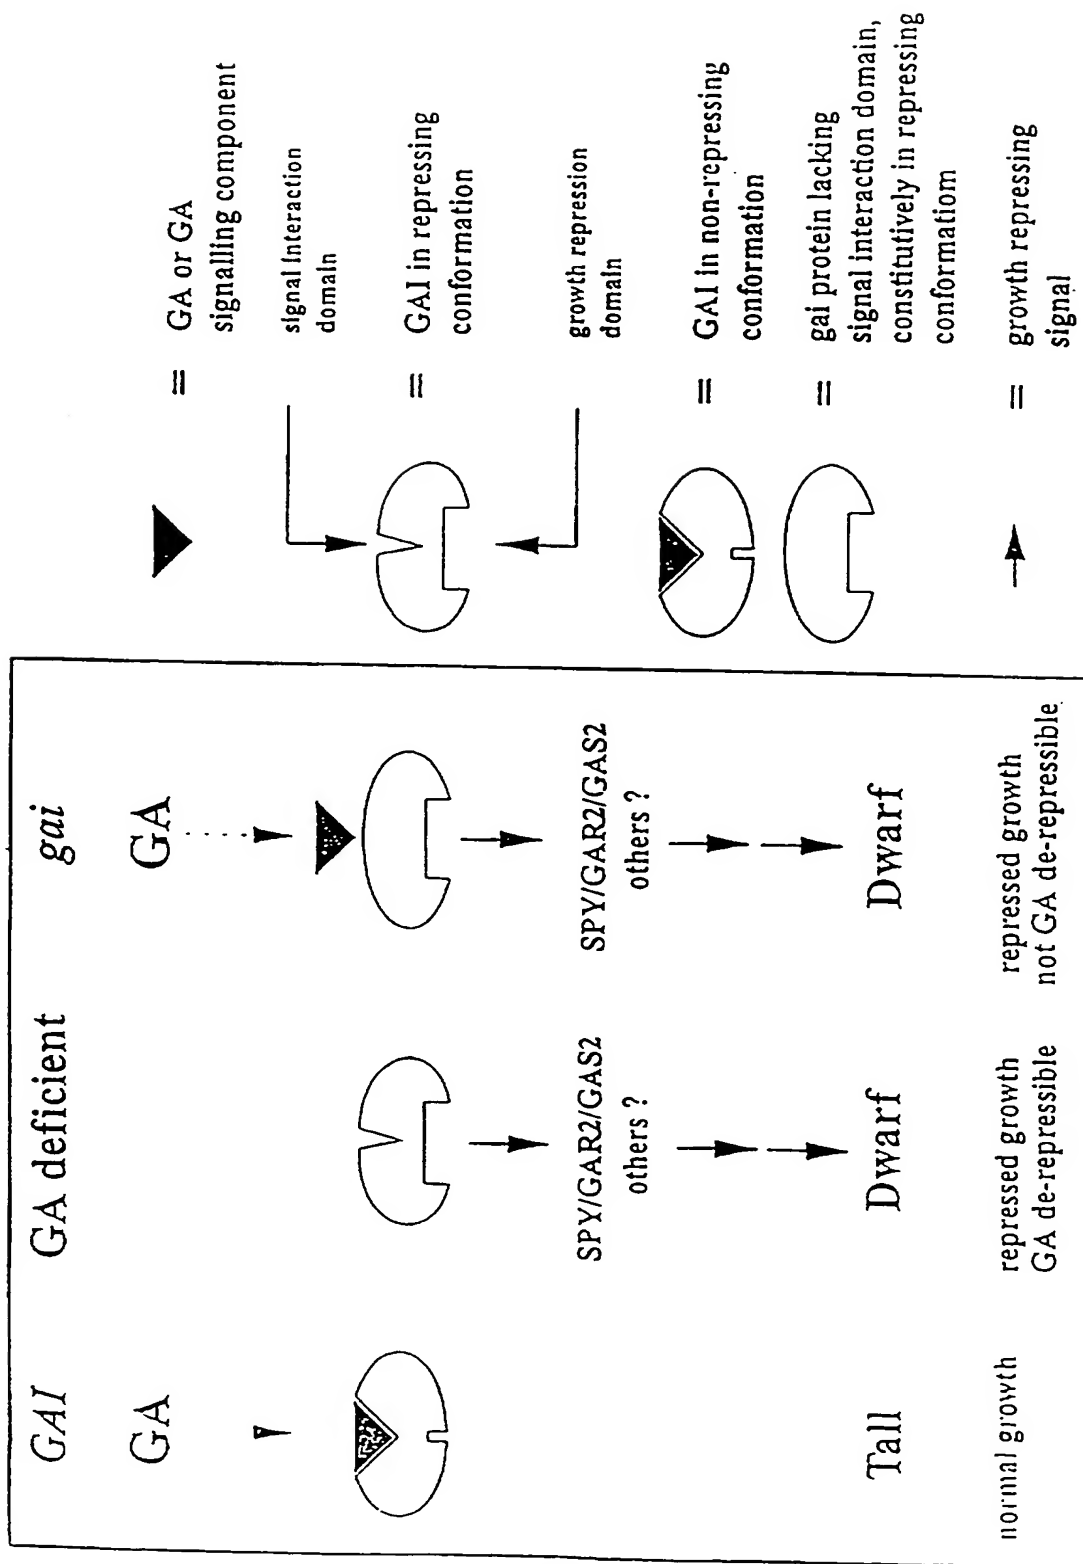 GAI
GA
Tall
normal growth
GA deficient
SPY/GAR2/GAS2
others ?
Dwarf
repressed growth
GA de-repressible
gai
GA
SPY/GAR2/GAS2
others ?
Dwarf
repressed growth
not GA de-repressible
= GA or GA
signalling component
signal interaction
domain
= GAI in repressing
conformation
growth repression
domain
= GAI in non-repressing
conformation
= gai protein lacking
signal interaction domain,
constitutively in repressing
conformatiom
= growth repressing
signal